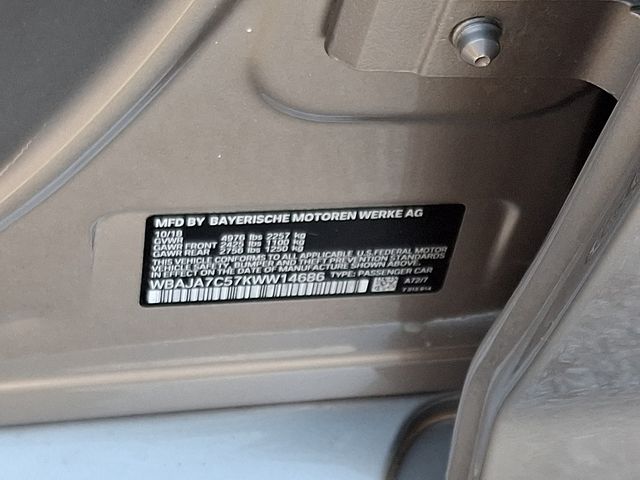 MFD BY BAYERISCHE MOTOREN WERKE AG
10/18
GVWR 4976 lbs 2257 kg
GAWR FRONT 2425 lbs 1100 kg
GAWR REAR 2756 lbs 1250 kg
THIS VEHICLE CONFORMS TO ALL APPLICABLE U.S. FEDERAL MOTOR
VEHICLE SAFETY, BUMPER AND THEFT PREVENTION STANDARDS
IN EFFECT ON THE DATE OF MANUFACTURE SHOWN ABOVE.
WBAJA7C57KWW14686 TYPE: PASSENGER CAR
A72/7